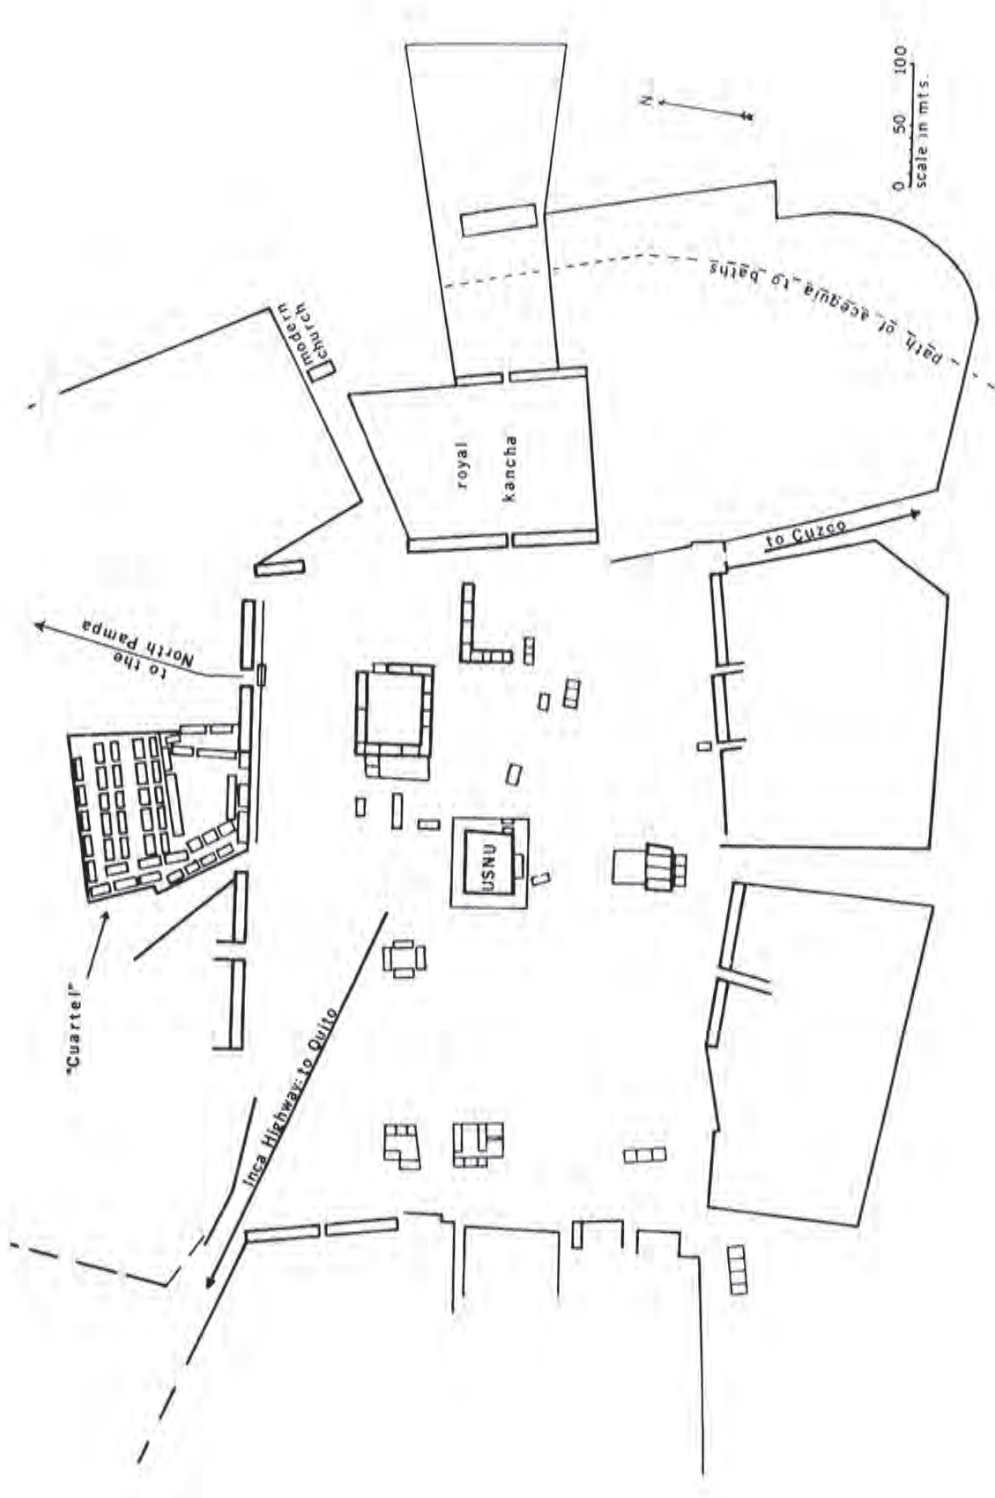 100
50
0
scale in mts.
N
modern
church
path of acequia to baths
royal
kancha
to Cuzco
to the
North Pampa
USNU
"Cuartel"
Inca Highway: to Quito